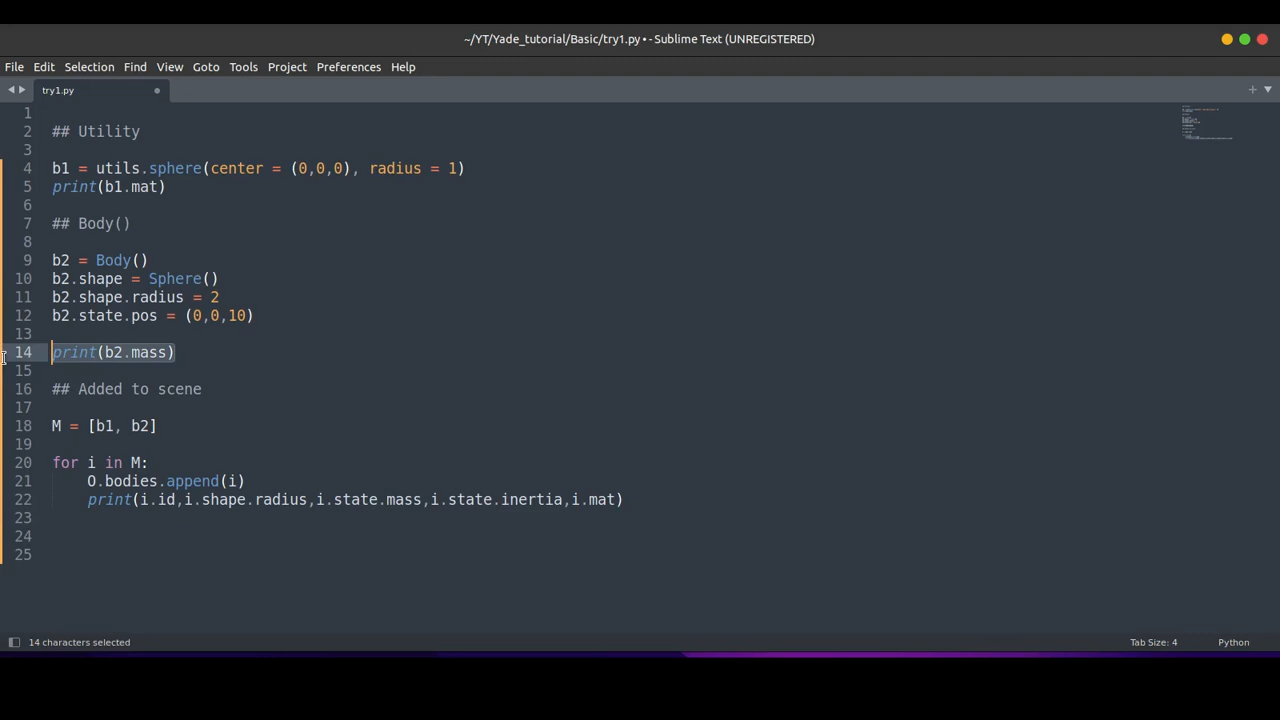 ~/YT/Yade_tutorial/Basic/try1.py • - Sublime Text (UNREGISTERED)
File Edit Selection Find View Goto Tools Project Preferences Help
try1.py
1
2 ## Utility
3
4 b1 = utils.sphere(center = (0,0,0), radius = 1)
5 print(b1.mat)
6
7 ## Body()
8
9 b2 = Body()
10 b2.shape = Sphere()
11 b2.shape.radius = 2
12 b2.state.pos = (0,0,10)
13
14 print(b2.mass)
15
16 ## Added to scene
17
18 M = [b1, b2]
19
20 for i in M:
21     O.bodies.append(i)
22     print(i.id,i.shape.radius,i.state.mass,i.state.inertia,i.mat)
23
24
25
14 characters selected Tab Size: 4 Python